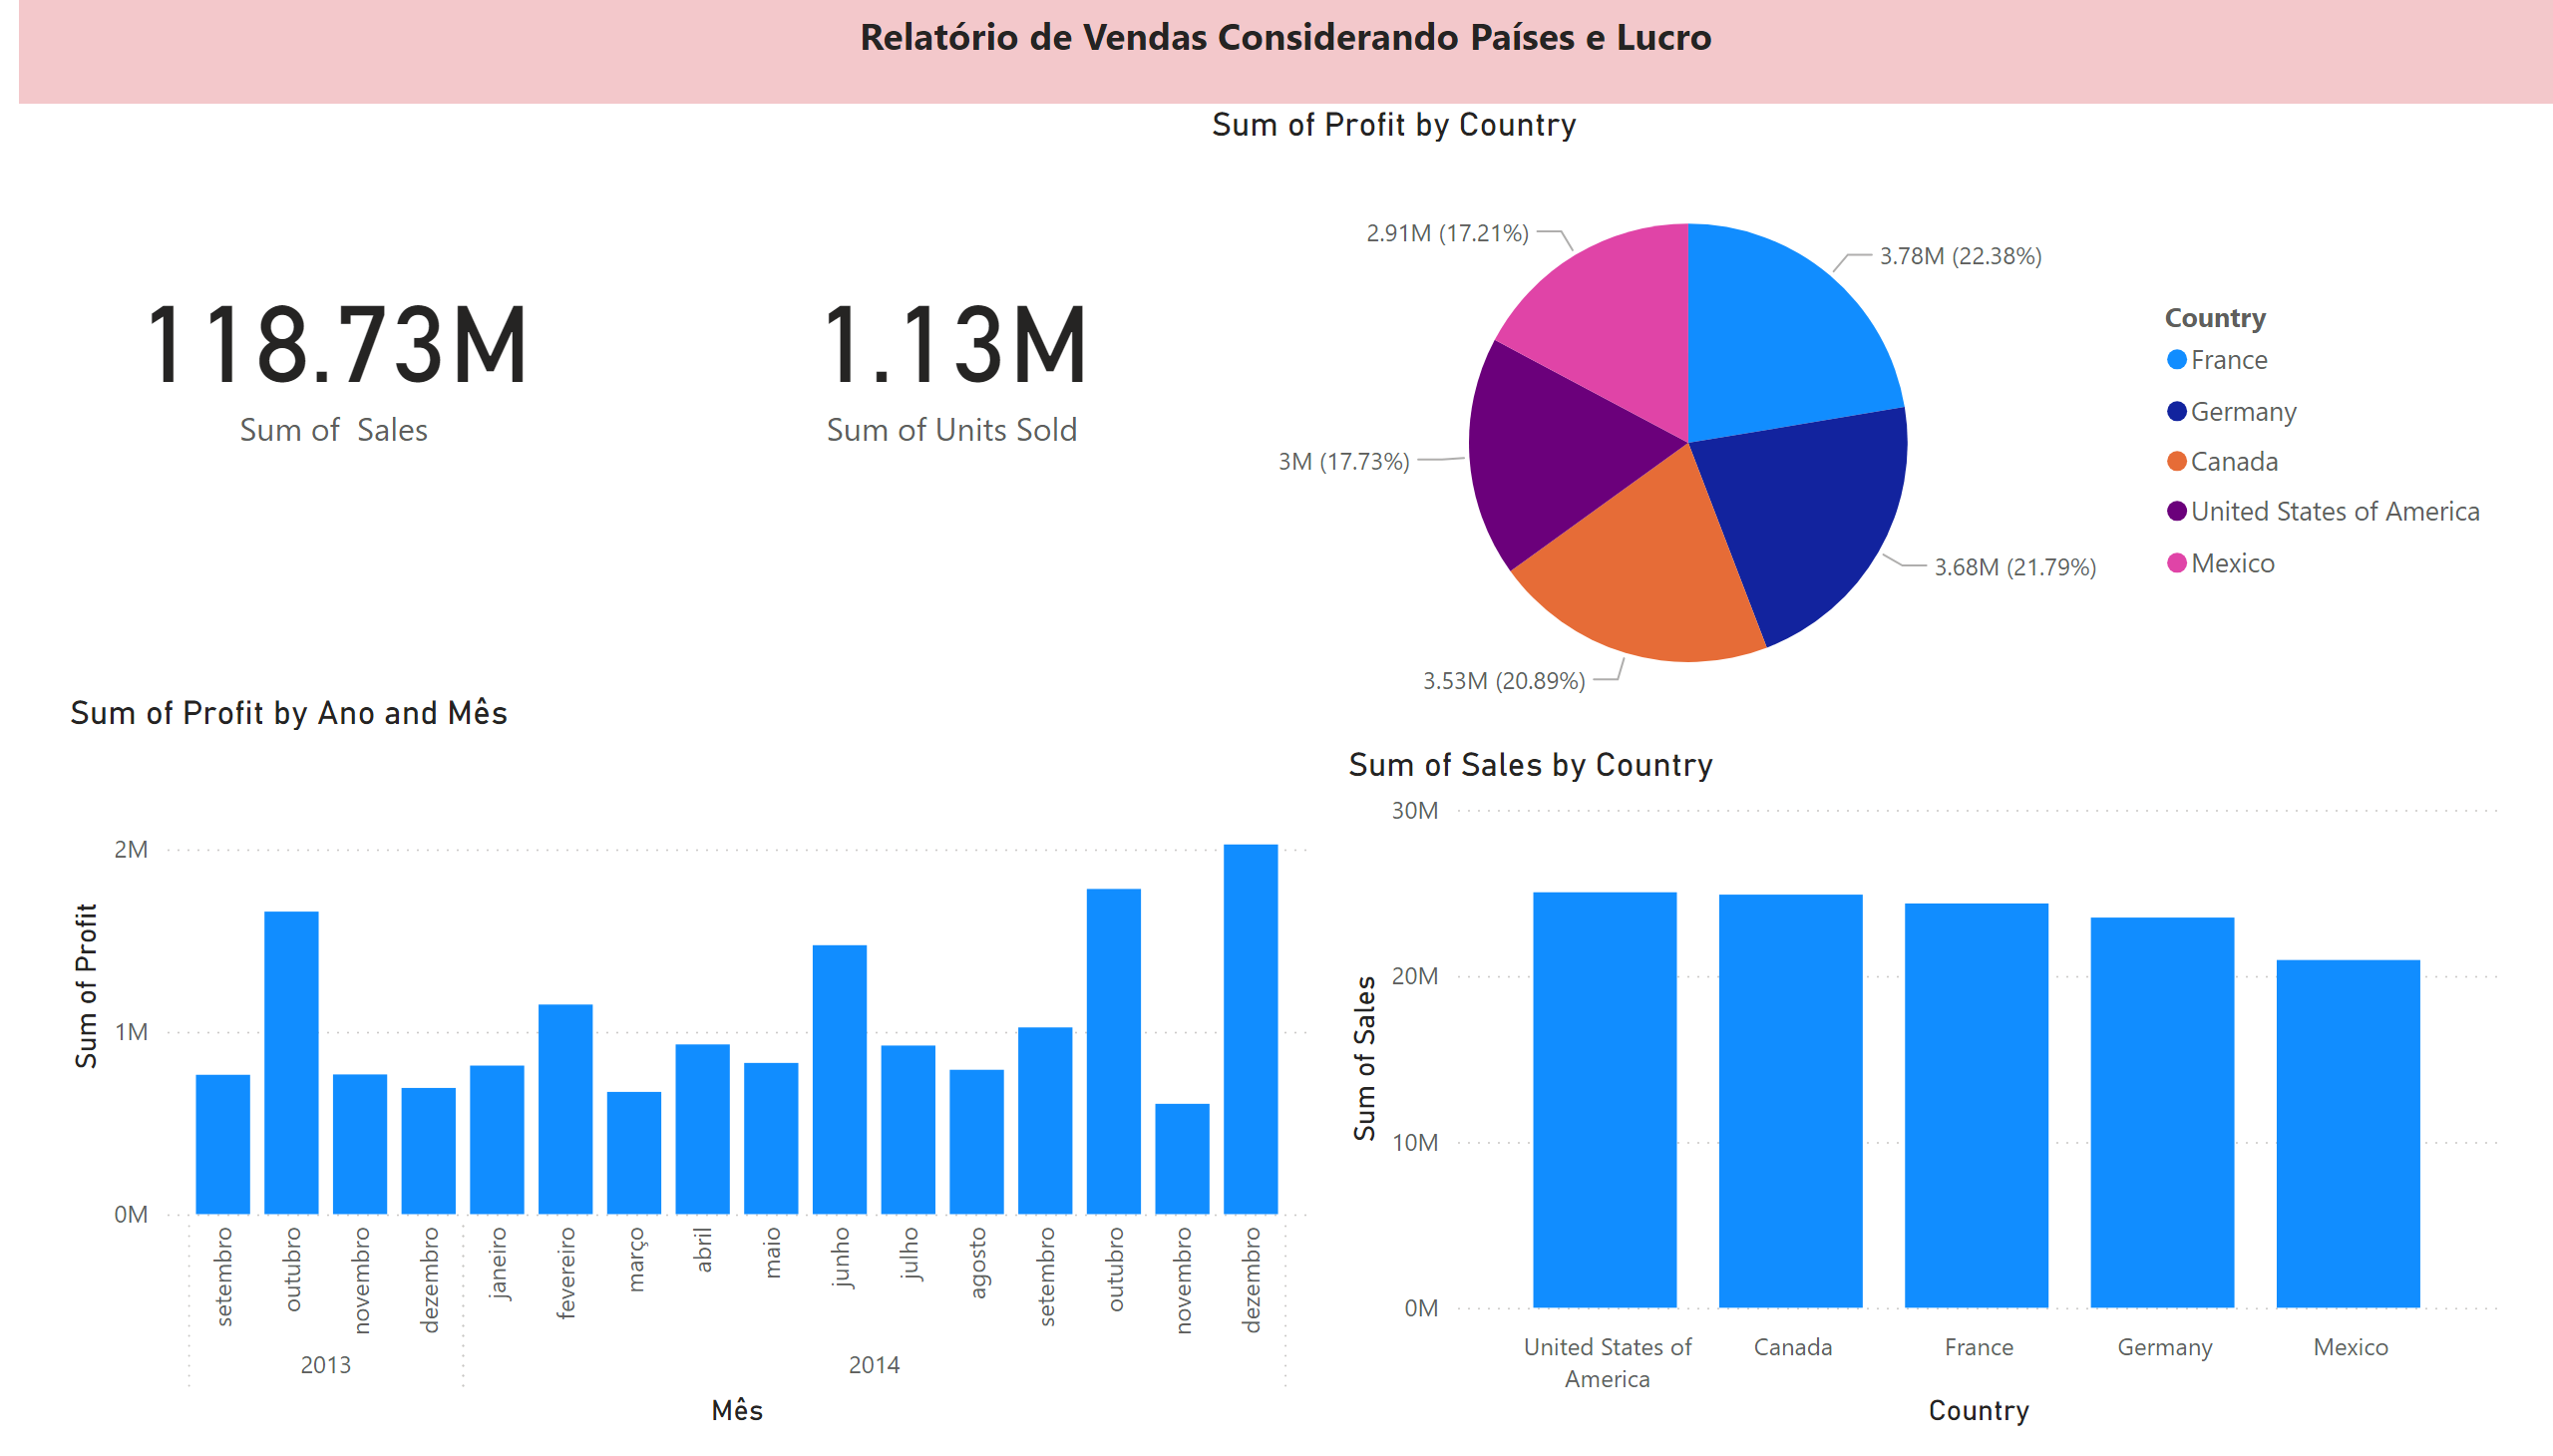 Relatório de Vendas Considerando Países e Lucro
118.73M
Sum of  Sales
1.13M
Sum of Units Sold
Sum of Profit by Country
2.91M (17.21%)
3.78M (22.38%)
3M (17.73%)
3.68M (21.79%)
3.53M (20.89%)
Country
France
Germany
Canada
United States of America
Mexico
Sum of Profit by Ano and Mês
Sum of Profit
2M
1M
0M
setembro
outubro
novembro
dezembro
janeiro
fevereiro
março
abril
maio
junho
julho
agosto
setembro
outubro
novembro
dezembro
2013
2014
Mês
Sum of Sales by Country
Sum of Sales
30M
20M
10M
0M
United States of
America
Canada
France
Germany
Mexico
Country